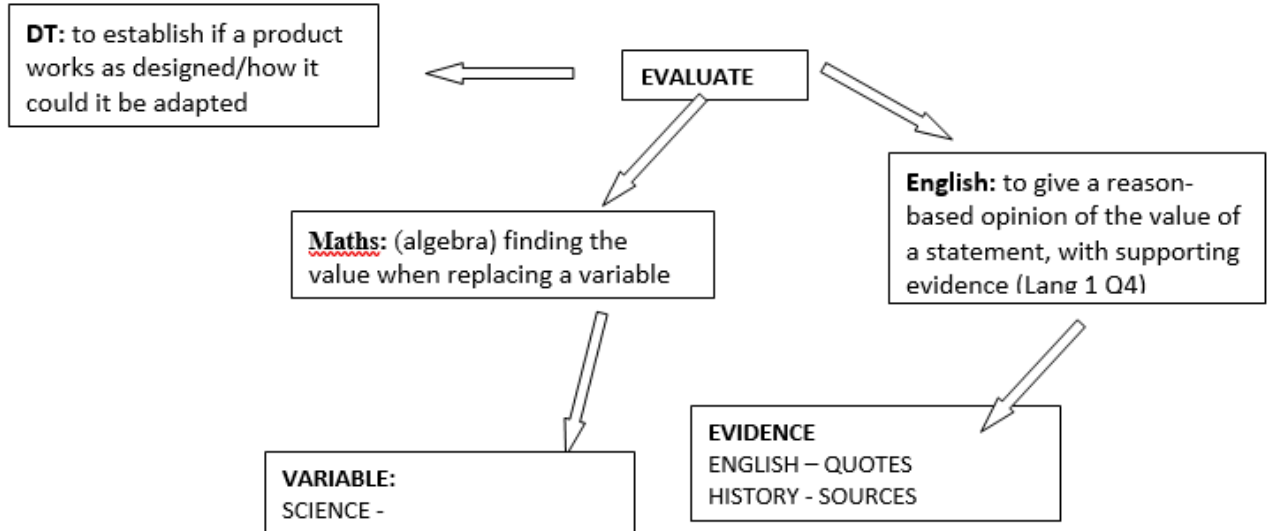 DT: to establish if a product
works as designed/how it
could it be adapted
EVALUATE
English: to give a reason-
based opinion of the value of
a statement, with supporting
evidence (Lang 1 Q4)
Maths: (algebra) finding the
value when replacing a variable
EVIDENCE
ENGLISH – QUOTES
HISTORY - SOURCES
VARIABLE:
SCIENCE -